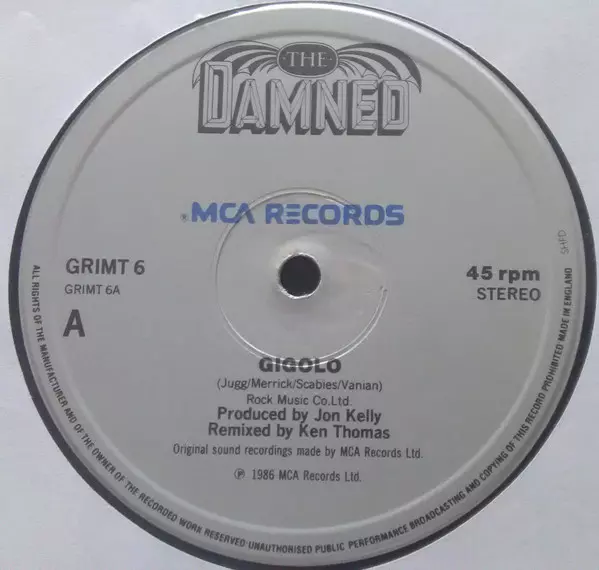 THE
DAMNED
®MCA RECORDS
GRIMT 6
GRIMT 6A
A
45 rpm
STEREO
SHFD
GIGOLO
(Jugg/Merrick/Scabies/Vanian)
Rock Music Co.Ltd.
Produced by Jon Kelly
Remixed by Ken Thomas
Original sound recordings made by MCA Records Ltd.
℗ 1986 MCA Records Ltd.
ALL RIGHTS OF THE MANUFACTURER AND OF THE OWNER OF THE RECORDED WORK RESERVED·UNAUTHORISED PUBLIC PERFORMANCE BROADCASTING AND COPYING OF THIS RECORD PROHIBITED MADE IN ENGLAND